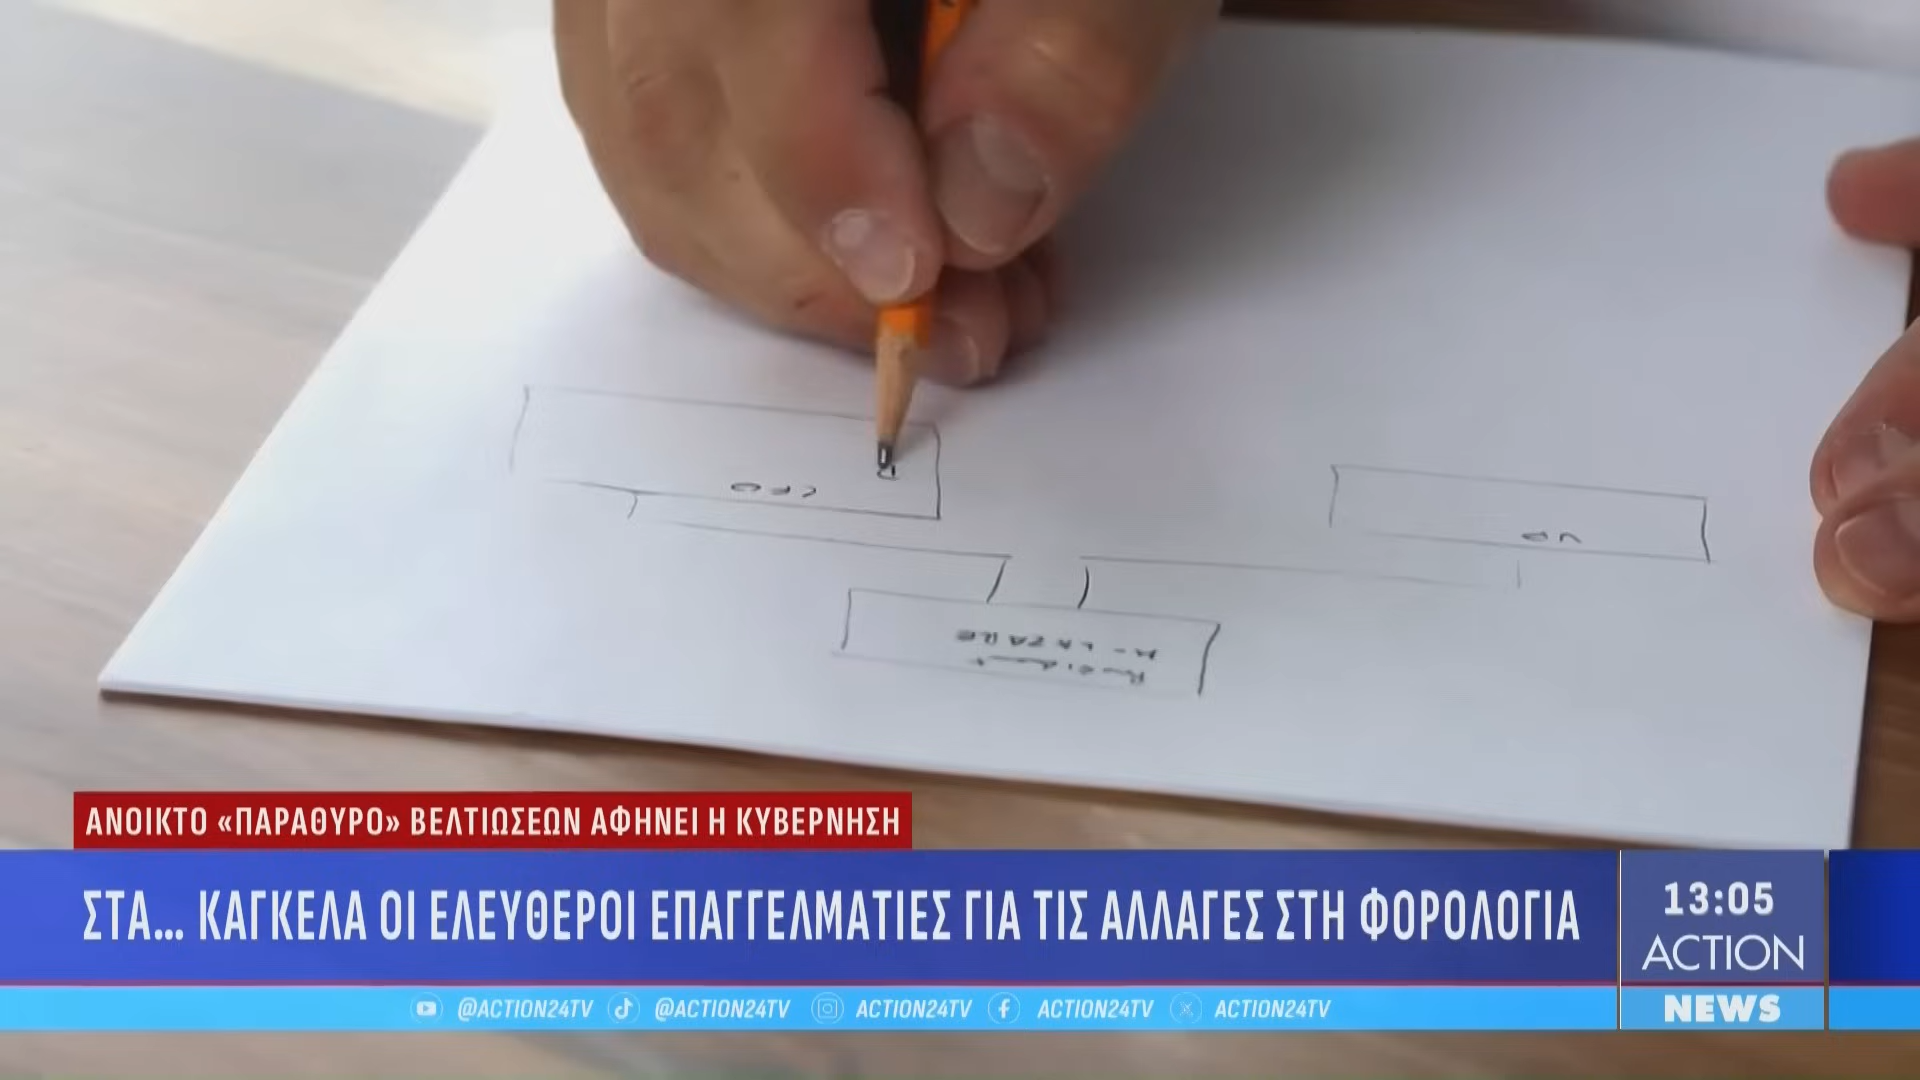 CFO
VP
President
ΑΝΟΙΚΤΟ «ΠΑΡΑΘΥΡΟ» ΒΕΛΤΙΩΣΕΩΝ ΑΦΗΝΕΙ Η ΚΥΒΕΡΝΗΣΗ
ΣΤΑ... ΚΑΓΚΕΛΑ ΟΙ ΕΛΕΥΘΕΡΟΙ ΕΠΑΓΓΕΛΜΑΤΙΕΣ ΓΙΑ ΤΙΣ ΑΛΛΑΓΕΣ ΣΤΗ ΦΟΡΟΛΟΓΙΑ
13:05
ACTION
NEWS
@ACTION24TV @ACTION24TV ACTION24TV ACTION24TV ACTION24TV